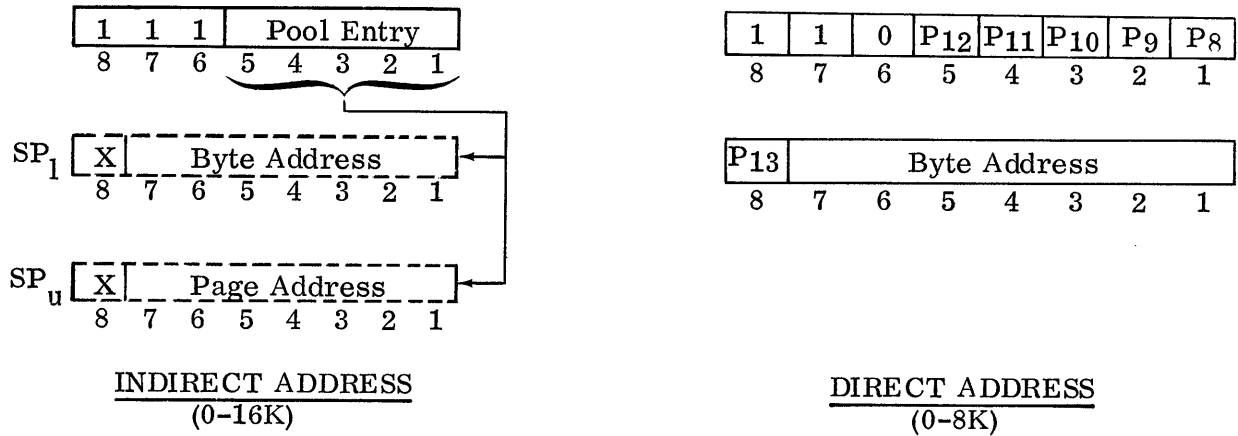 1 1 1 Pool Entry
8 7 6 5 4 3 2 1
SPl X Byte Address
8 7 6 5 4 3 2 1
SPu X Page Address
8 7 6 5 4 3 2 1
INDIRECT ADDRESS
(0-16K)
1 1 0 P12 P11 P10 P9 P8
8 7 6 5 4 3 2 1
P13 Byte Address
8 7 6 5 4 3 2 1
DIRECT ADDRESS
(0-8K)